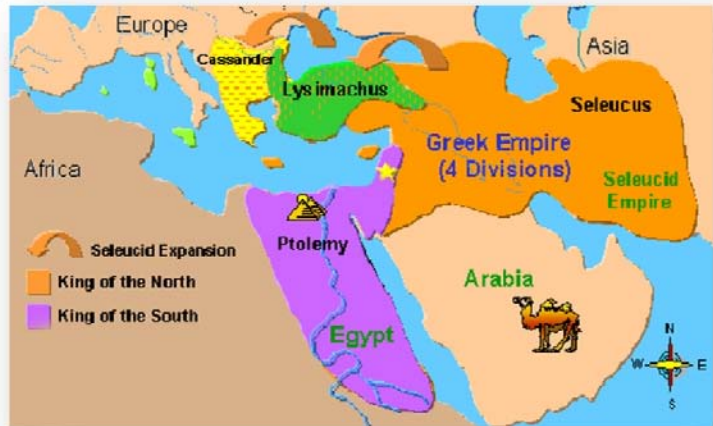 Europe
Asia
Cassander
Lysimachus
Seleucus
Greek Empire
(4 Divisions)
Africa
Seleucid
Empire
Ptolemy
Seleucid Expansion
King of the North
Arabia
King of the South
Egypt
N
W
E
S